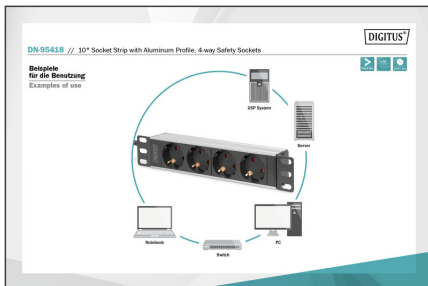 DIGITUS®
DN-95418 // 10" Socket Strip with Aluminum Profile, 4-way Safety Sockets
Beispiele
für die Benutzung
Examples of use
USP System
Server
PC
Switch
Notebook